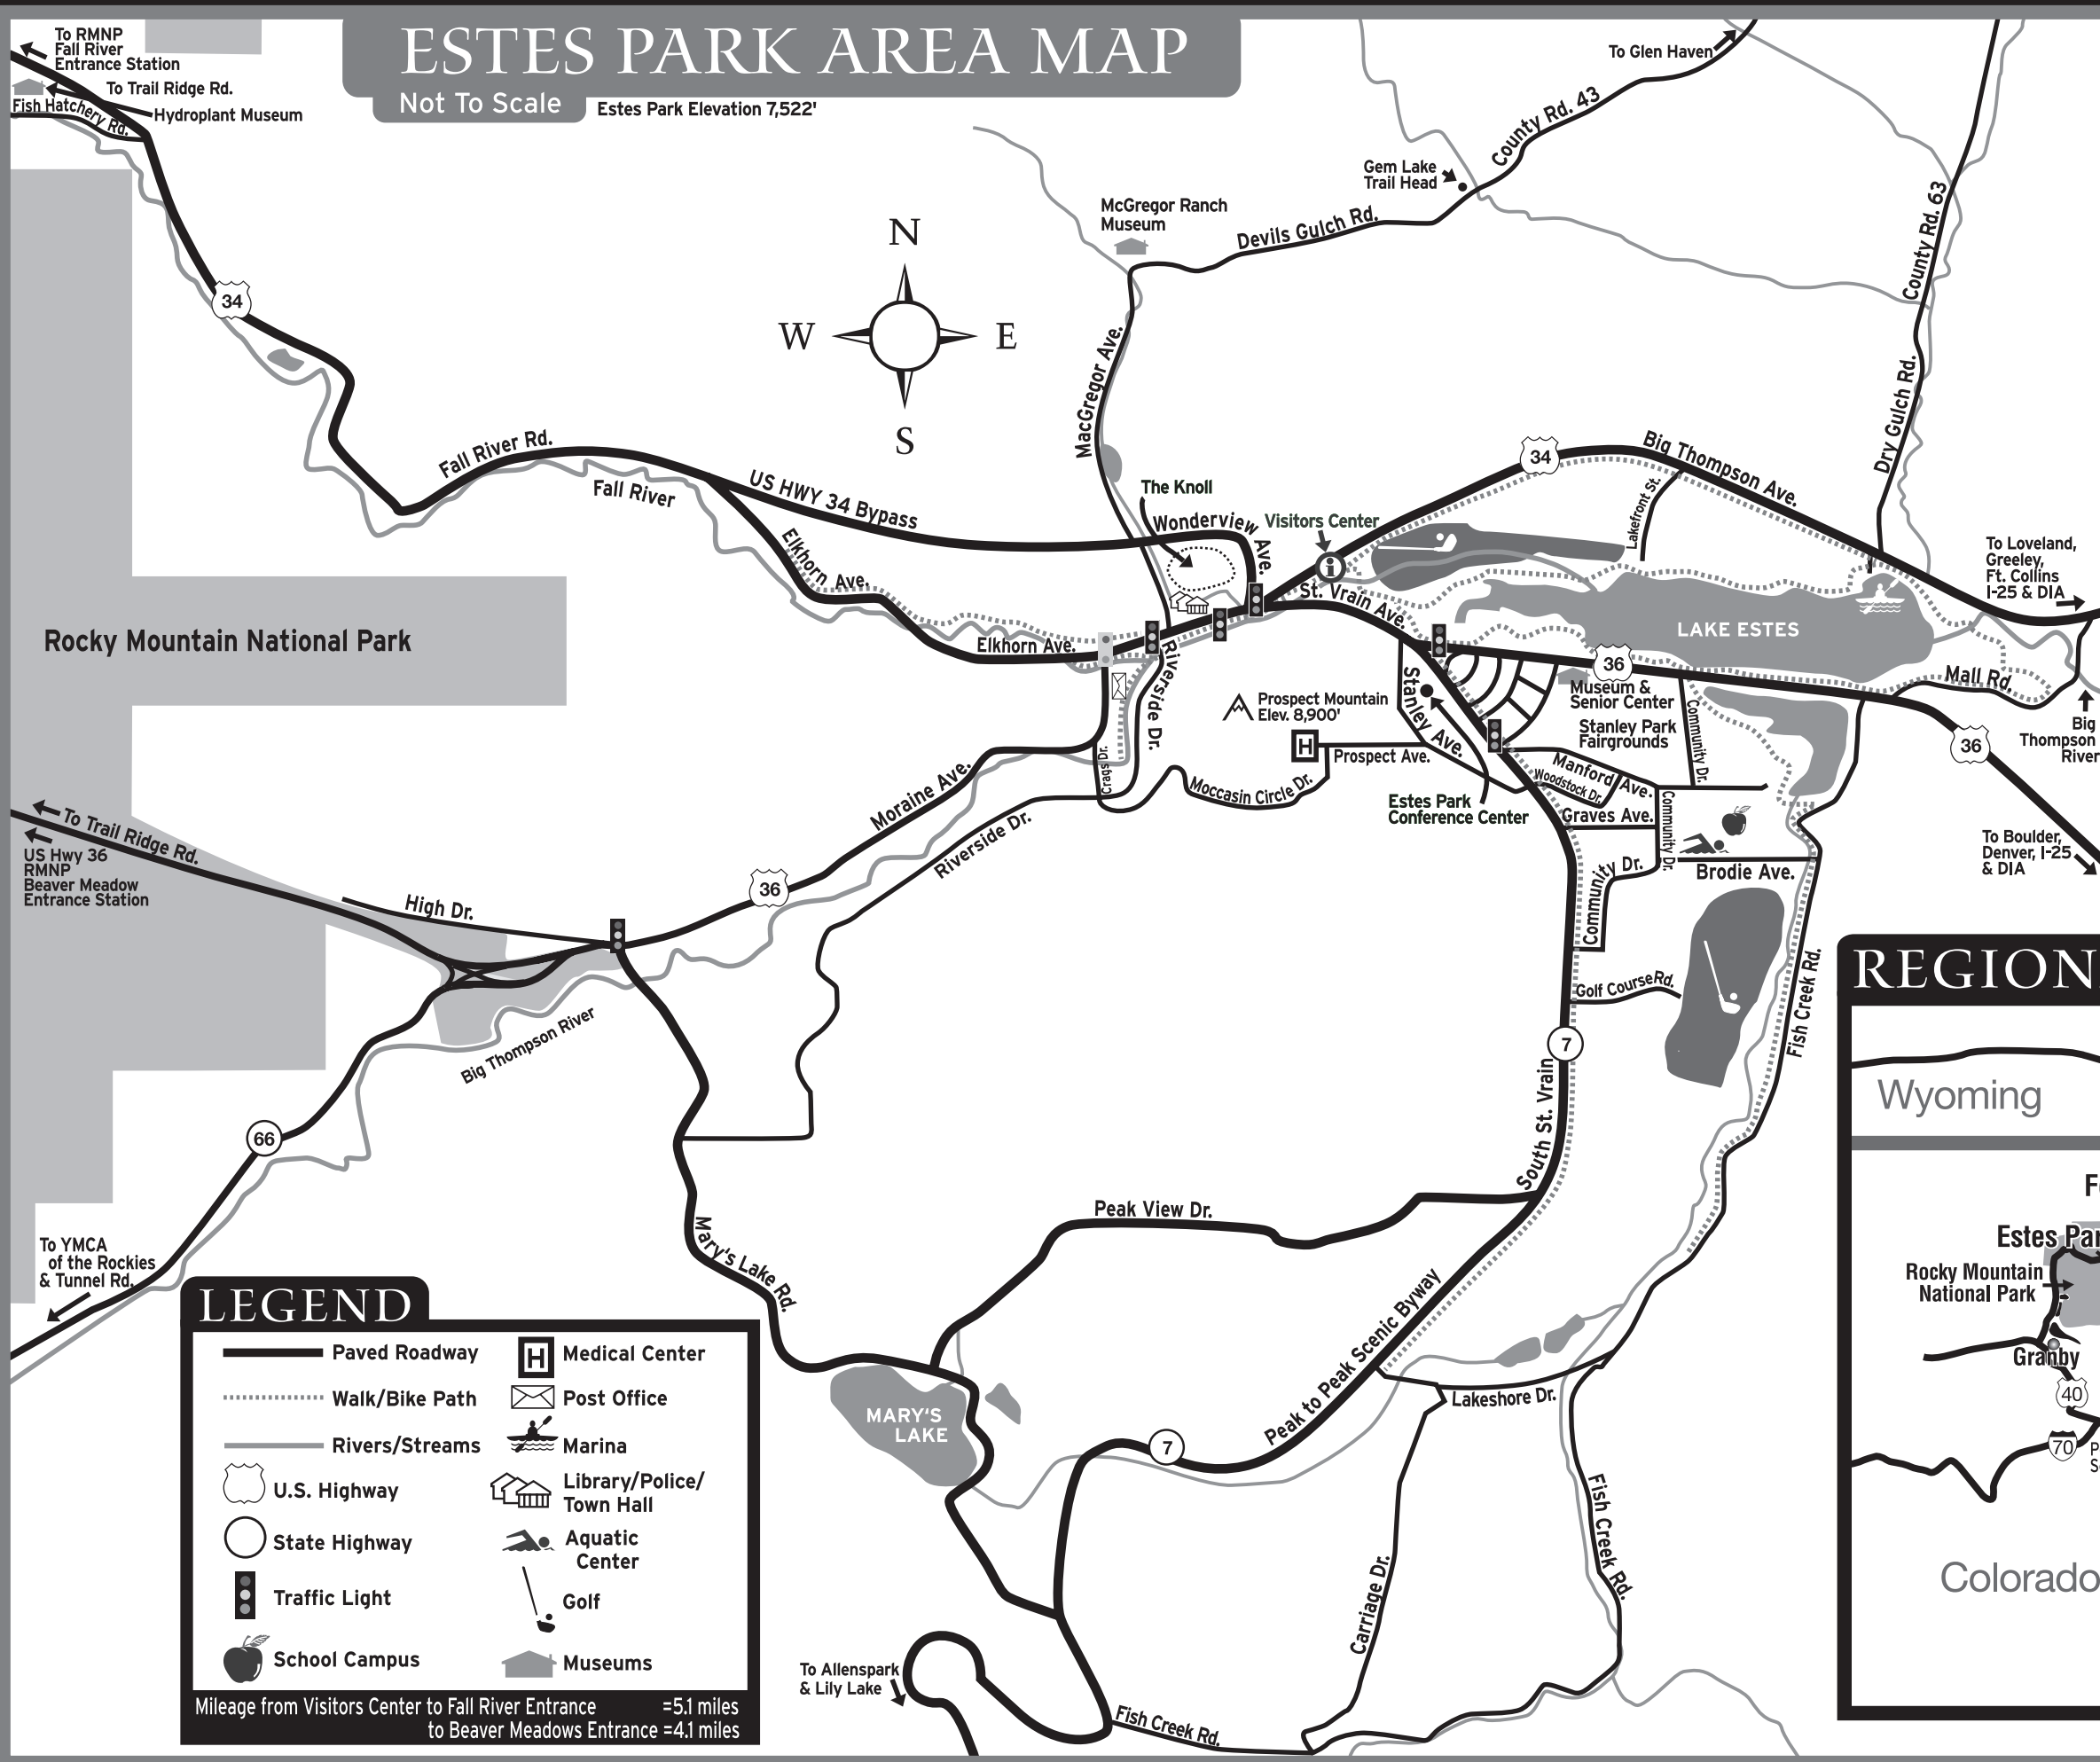 ESTES PARK AREA MAP
Not To Scale
Estes Park Elevation 7,522'
To RMNP
Fall River
Entrance Station
To Trail Ridge Rd.
Hydroplant Museum
Fish Hatchery Rd.
34
Fall River Rd.
Fall River
US HWY 34 Bypass
Elkhorn Ave.
Elkhorn Ave.
N
W
E
S
McGregor Ranch
Museum
MacGregor Ave.
Devils Gulch Rd.
Gem Lake
Trail Head
County Rd. 43
To Glen Haven
County Rd. 63
Dry Gulch Rd.
The Knoll
Wonderview
Ave.
Visitors Center
i
St. Vrain Ave.
34
Big Thompson Ave.
Lakefront St.
LAKE ESTES
To Loveland,
Greeley,
Ft. Collins
I-25 & DIA
Mall Rd.
Big
Thompson
River
36
36
To Boulder,
Denver, I-25
& DIA
Museum &
Senior Center
Stanley Park
Fairgrounds
Community Dr.
Manford Ave.
Woodstock Dr.
Graves Ave.
Community Dr.
Community Dr.
Brodie Ave.
Golf Course Rd.
Fish Creek Rd.
Stanley Ave.
Prospect Mountain
Elev. 8,900'
H
Prospect Ave.
Moccasin Circle Dr.
Estes Park
Conference Center
Riverside Dr.
Crags Dr.
Moraine Ave.
Riverside Dr.
36
Rocky Mountain National Park
To Trail Ridge Rd.
US Hwy 36
RMNP
Beaver Meadow
Entrance Station
High Dr.
Big Thompson River
66
To YMCA
of the Rockies
& Tunnel Rd.
Mary's Lake Rd.
MARY'S
LAKE
Peak View Dr.
7
South St. Vrain
Peak to Peak Scenic Byway
7
Lakeshore Dr.
Carriage Dr.
Fish Creek Rd.
Fish Creek Rd.
To Allenspark
& Lily Lake
LEGEND
Paved Roadway
Walk/Bike Path
Rivers/Streams
U.S. Highway
State Highway
Traffic Light
School Campus
H
Medical Center
Post Office
Marina
Library/Police/
Town Hall
Aquatic
Center
Golf
Museums
Mileage from Visitors Center to Fall River Entrance =5.1 miles
to Beaver Meadows Entrance =4.1 miles
REGION
Wyoming
Estes Par
Rocky Mountain
National Park
Granby
40
70
Colorado